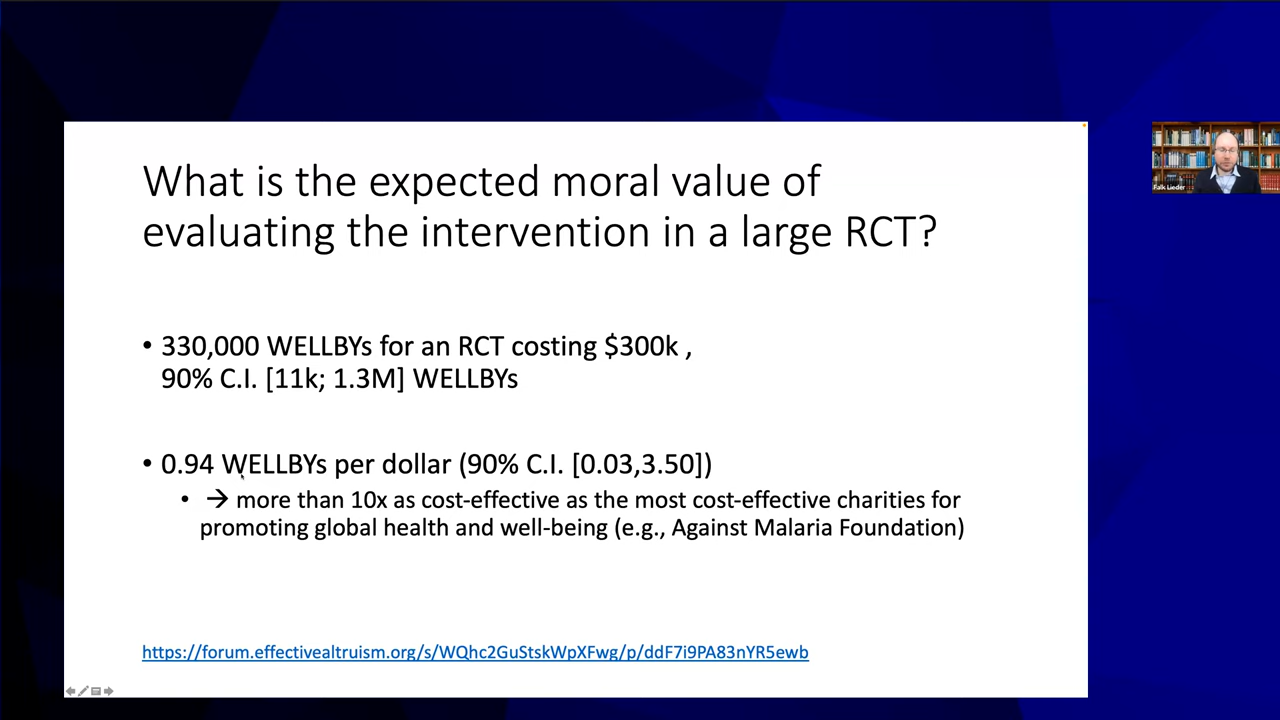 What is the expected moral value of
evaluating the intervention in a large RCT?
• 330,000 WELLBYs for an RCT costing $300k ,
90% C.I. [11k; 1.3M] WELLBYs
• 0.94 WELLBYs per dollar (90% C.I. [0.03,3.50])
• → more than 10x as cost-effective as the most cost-effective charities for
promoting global health and well-being (e.g., Against Malaria Foundation)
https://forum.effectivealtruism.org/s/WQhc2GuStskWpXFwg/p/ddF7i9PA83nYR5ewb
Falk Lieder